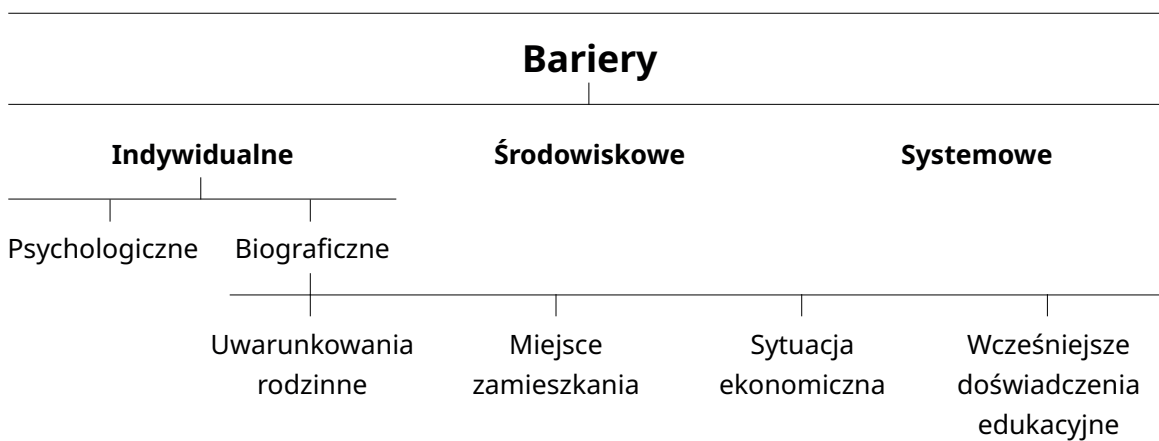 Bariery
Indywidualne
Środowiskowe
Systemowe
Psychologiczne
Biograficzne
Uwarunkowania
rodzinne
Miejsce
zamieszkania
Sytuacja
ekonomiczna
Wcześniejsze
doświadczenia
edukacyjne